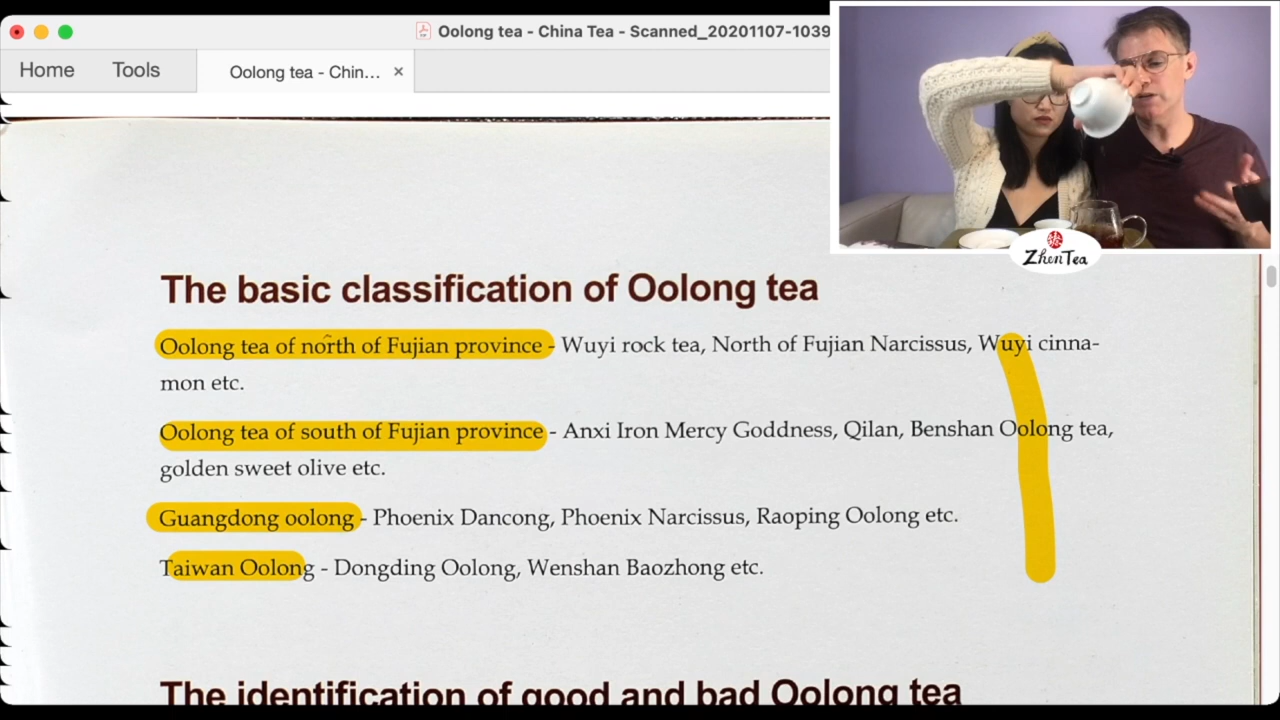 Oolong tea - China Tea - Scanned_20201107-1039
Home Tools Oolong tea - Chin... ×
ZhenTea
The basic classification of Oolong tea
Oolong tea of north of Fujian province - Wuyi rock tea, North of Fujian Narcissus, Wuyi cinna-
mon etc.
Oolong tea of south of Fujian province - Anxi Iron Mercy Goddness, Qilan, Benshan Oolong tea,
golden sweet olive etc.
Guangdong oolong - Phoenix Dancong, Phoenix Narcissus, Raoping Oolong etc.
Taiwan Oolong - Dongding Oolong, Wenshan Baozhong etc.
The identification of good and bad Oolong tea